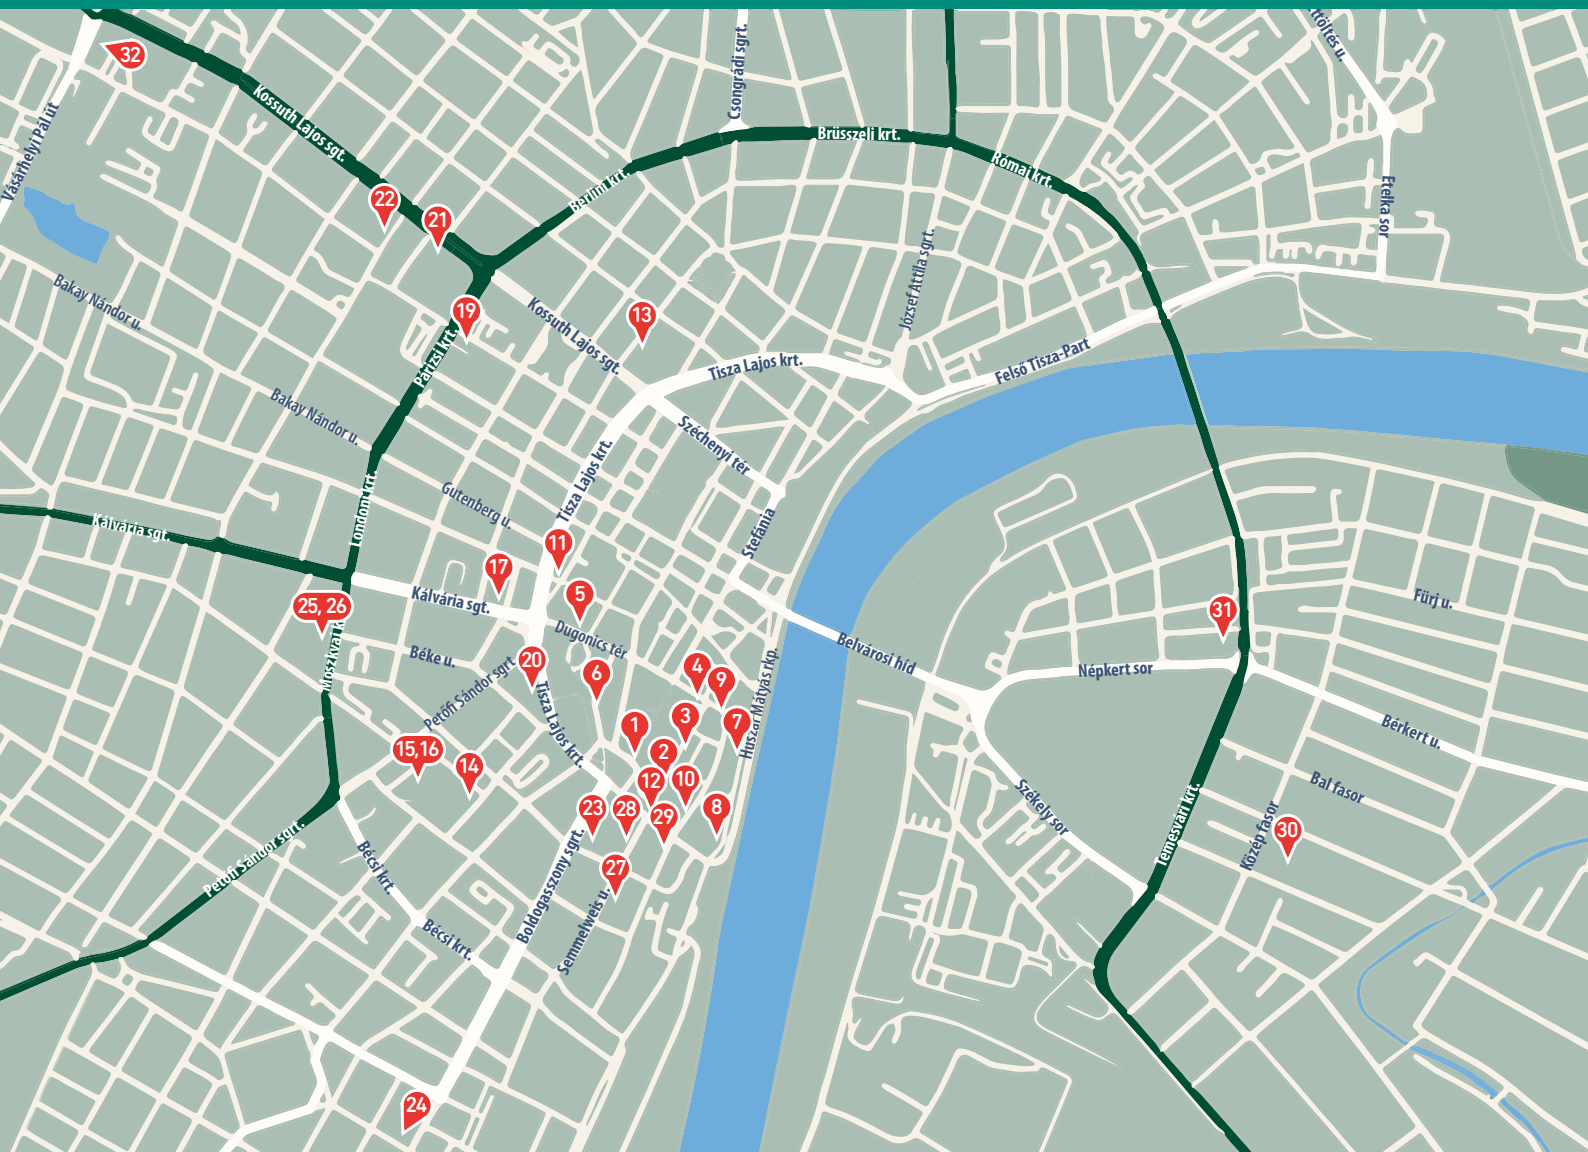 Csongrádi sgrt.
32
Kossuth Lajos sgt.
Vásárhelyi Pál út
Brüsszeli krt.
Római krt.
Berlini krt.
Etelka sor
22
21
József Attila sgrt.
Bakay Nándor u.
19
Kossuth Lajos sgt.
13
Párizsi krt.
Tisza Lajos krt.
Felső Tisza-Part
Bakay Nándor u.
Széchenyi tér
Tisza Lajos krt.
Gutenberg u.
London krt.
Kálvária sgt.
Stefánia
11
17
Kálvária sgt.
5
25, 26
Fürj u.
31
Dugonics tér
Belvárosi híd
Béke u.
20
Moszkvai k
4
9
6
Népkert sor
Petőfi Sándor sgrt
Huszár Mátyás rkp.
Tisza Lajos krt.
1
3
7
15,16
2
Bérkert u.
14
12
10
Bal fasor
23
28
29
8
Székely sor
Temesvári krt.
Közép fasor
30
Petőfi Sándor sgrt.
Bécsi krt.
27
Boldogasszony sgrt.
Semmelweis u.
Bécsi krt.
24